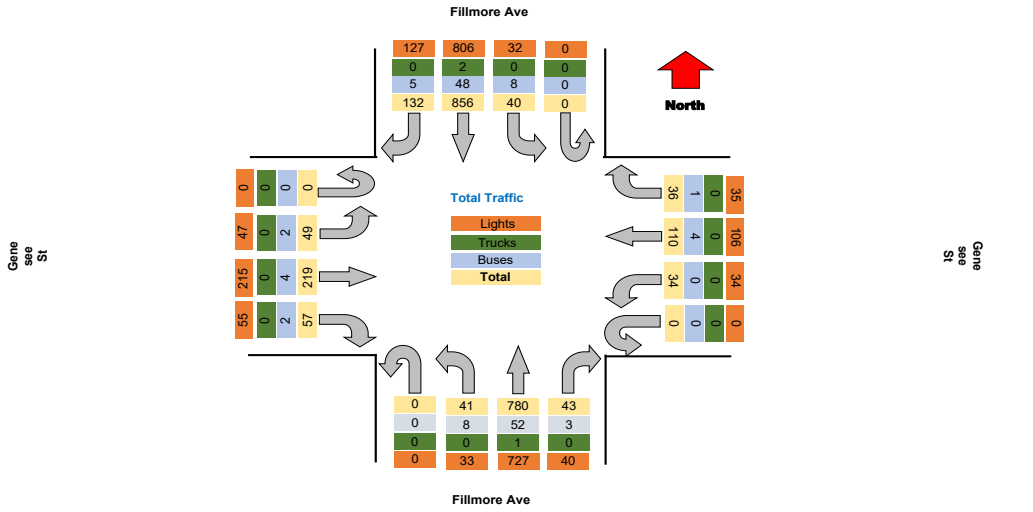 Fillmore Ave
127 806 32 0
0 2 0 0
5 48 8 0
132 856 40 0
North
0 0 0 0
47 0 2 49
215 0 4 219
55 0 2 57
Gene
see
St
Total Traffic
Lights
Trucks
Buses
Total
36 1 0 35
110 4 0 106
34 0 0 34
0 0 0 0
Gene
see
St
0 41 780 43
0 8 52 3
0 0 1 0
0 33 727 40
Fillmore Ave